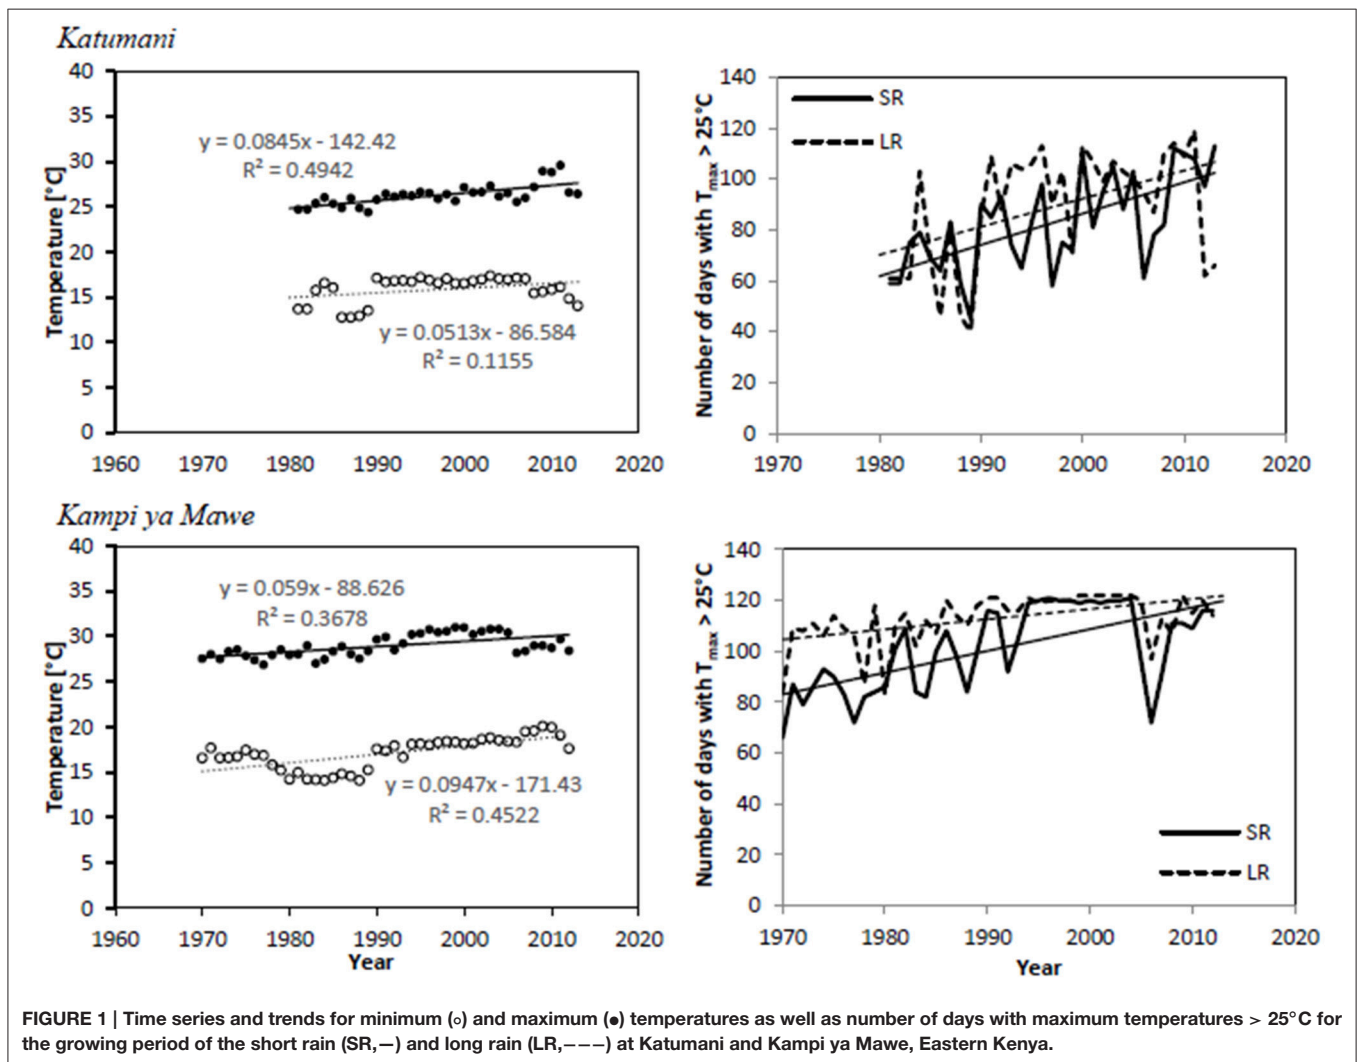 Katumani
40
35
30
25
20
15
10
5
0
Temperature [°C]
y = 0.0845x - 142.42
R² = 0.4942
y = 0.0513x - 86.584
R² = 0.1155
1960 1970 1980 1990 2000 2010 2020
140
120
100
80
60
40
20
0
Number of days with Tmax > 25°C
SR
LR
1970 1980 1990 2000 2010 2020
Kampi ya Mawe
40
35
30
25
20
15
10
5
0
Temperature [°C]
y = 0.059x - 88.626
R² = 0.3678
y = 0.0947x - 171.43
R² = 0.4522
1960 1970 1980 1990 2000 2010 2020
Year
140
120
100
80
60
40
20
0
Number of days with Tmax > 25°C
SR
LR
1970 1980 1990 2000 2010 2020
Year
FIGURE 1 | Time series and trends for minimum (○) and maximum (●) temperatures as well as number of days with maximum temperatures > 25°C for
the growing period of the short rain (SR,—) and long rain (LR,−−−) at Katumani and Kampi ya Mawe, Eastern Kenya.